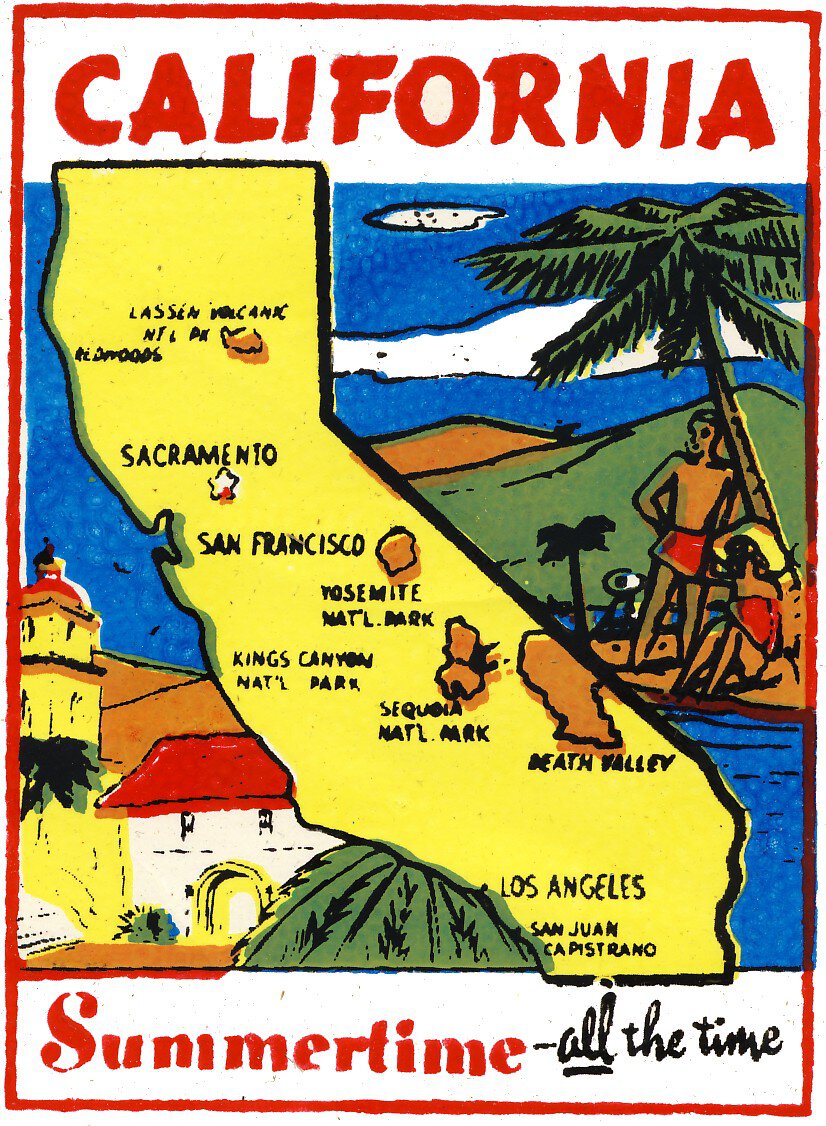 CALIFORNIA
LASSEN VOLCANIC
NT'L PK
REDWOODS
SACRAMENTO
SAN FRANCISCO
YOSEMITE
NAT'L. PARK
KINGS CANYON
NAT'L PARK
SEQUOIA
NAT'L. PARK
DEATH VALLEY
LOS ANGELES
SAN JUAN
CAPISTRANO
Summertime - all the time